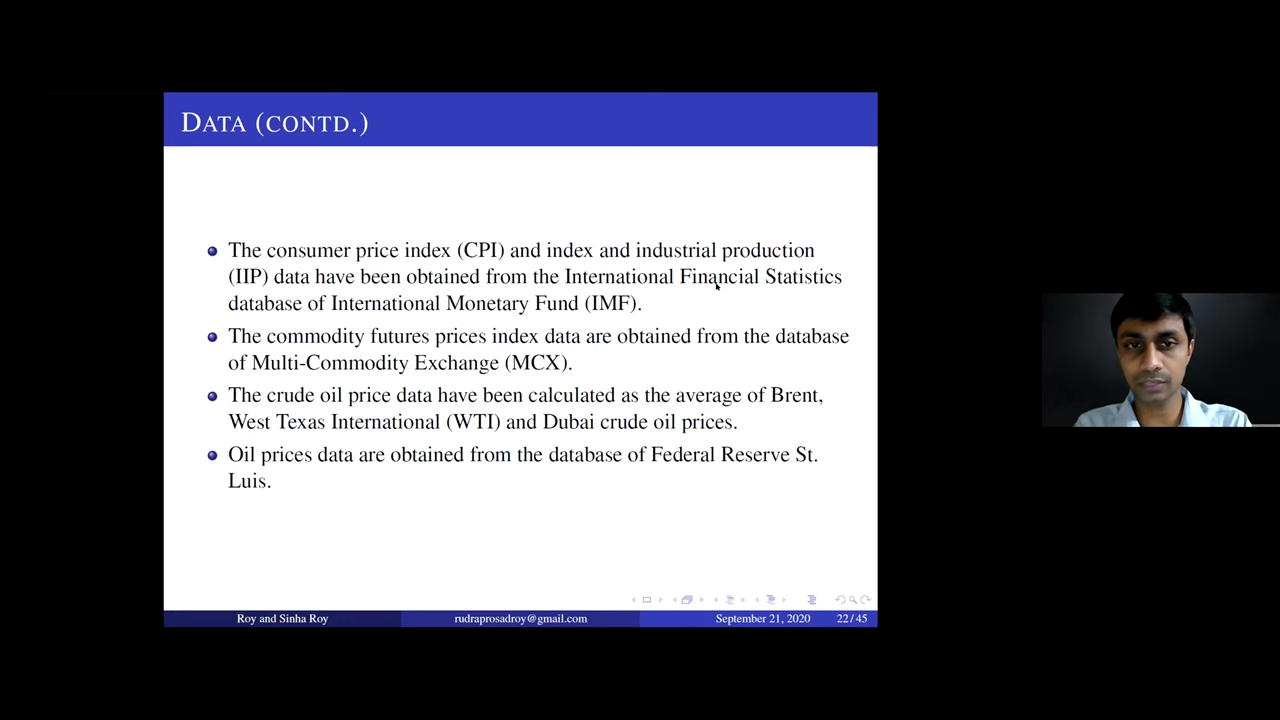 DATA (CONTD.)
The consumer price index (CPI) and index and industrial production
(IIP) data have been obtained from the International Financial Statistics
database of International Monetary Fund (IMF).
The commodity futures prices index data are obtained from the database
of Multi-Commodity Exchange (MCX).
The crude oil price data have been calculated as the average of Brent,
West Texas International (WTI) and Dubai crude oil prices.
Oil prices data are obtained from the database of Federal Reserve St.
Luis.
Roy and Sinha Roy rudraprosadroy@gmail.com September 21, 2020 22/45